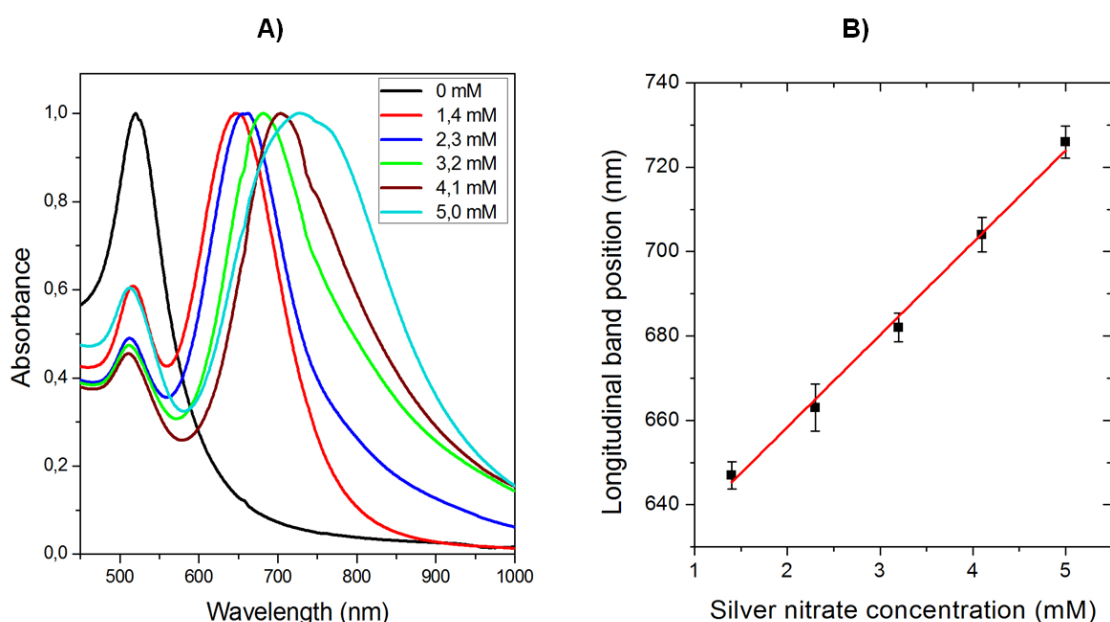 A)
Absorbance
1,0
0,8
0,6
0,4
0,2
0,0
0 mM
1,4 mM
2,3 mM
3,2 mM
4,1 mM
5,0 mM
500 600 700 800 900 1000
Wavelength (nm)
B)
Longitudinal band position (nm)
740
720
700
680
660
640
1 2 3 4 5
Silver nitrate concentration (mM)